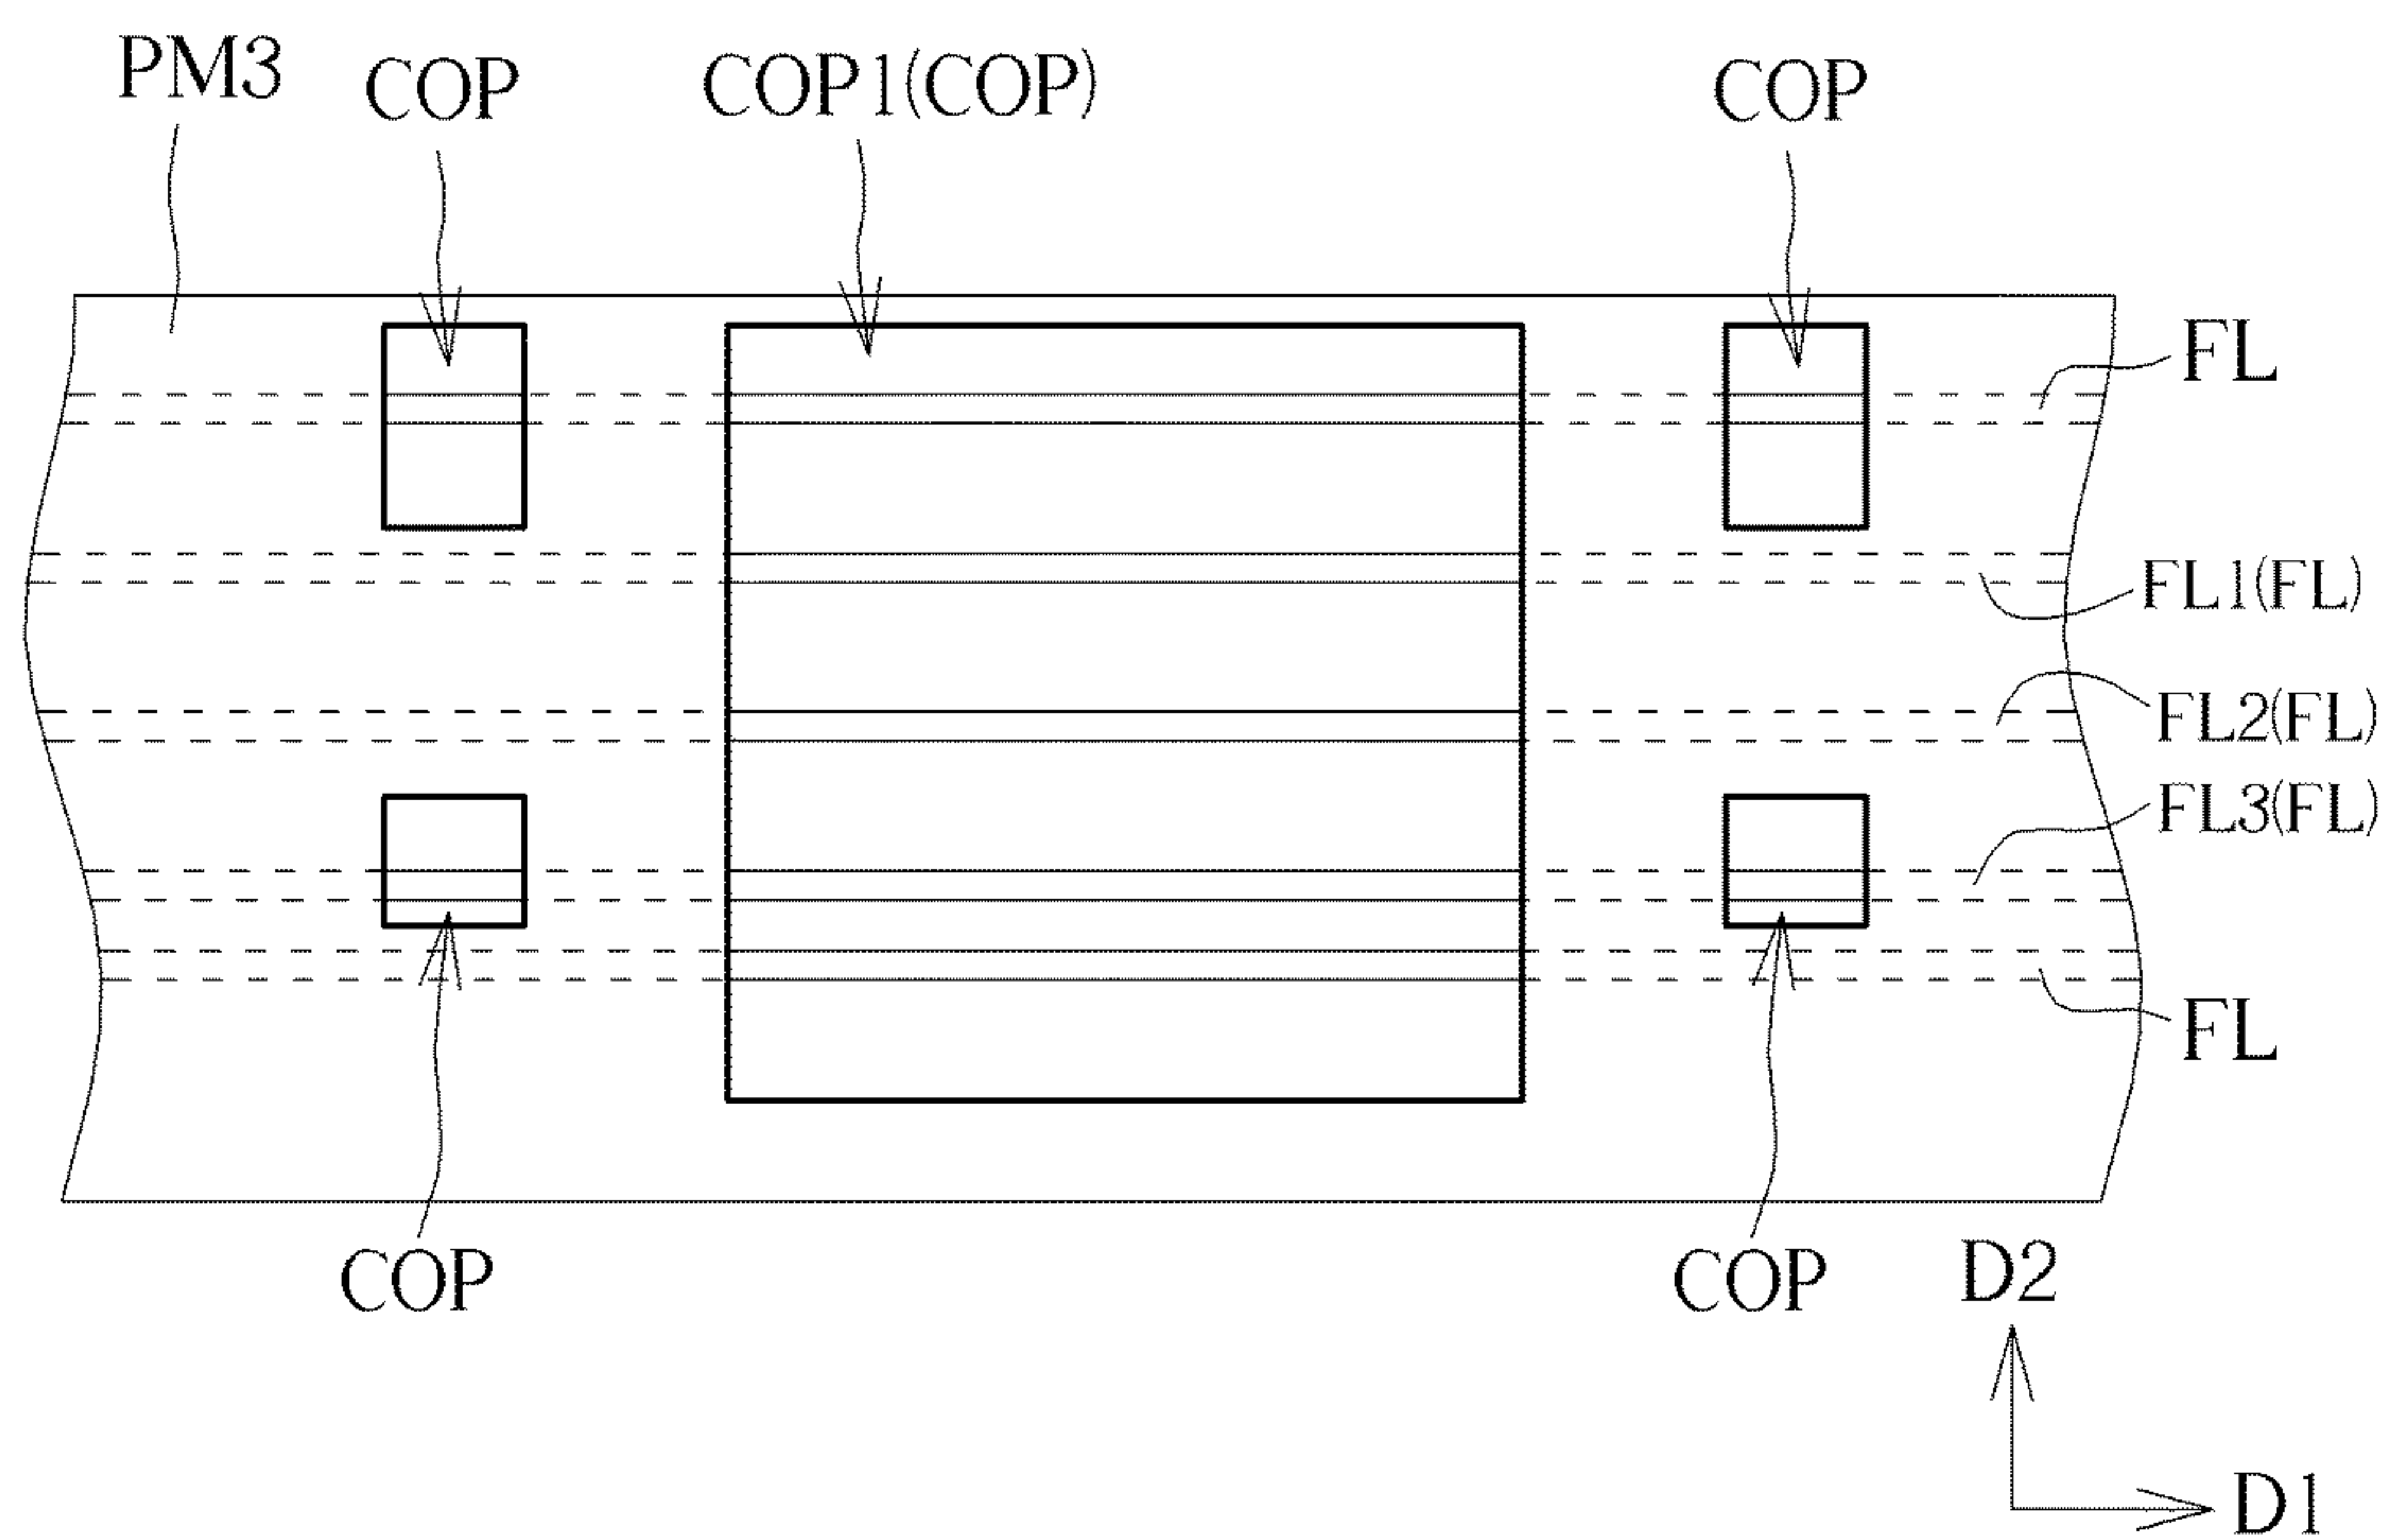 PM3
COP
COP1(COP)
COP
FL
FL1(FL)
FL2(FL)
FL3(FL)
FL
COP
COP
D2
D1